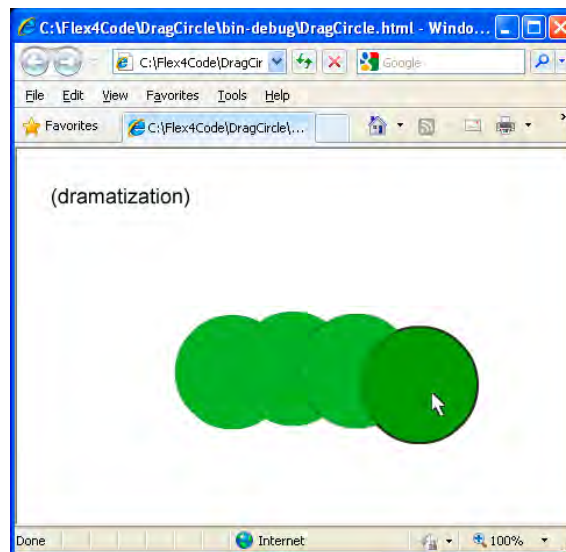 C:\Flex4Code\DragCircle\bin-debug\DragCircle.html - Windo...
C:\Flex4Code\DragCir
Google
File Edit View Favorites Tools Help
Favorites
C:\Flex4Code\DragCircle\...
(dramatization)
Done
Internet
100%